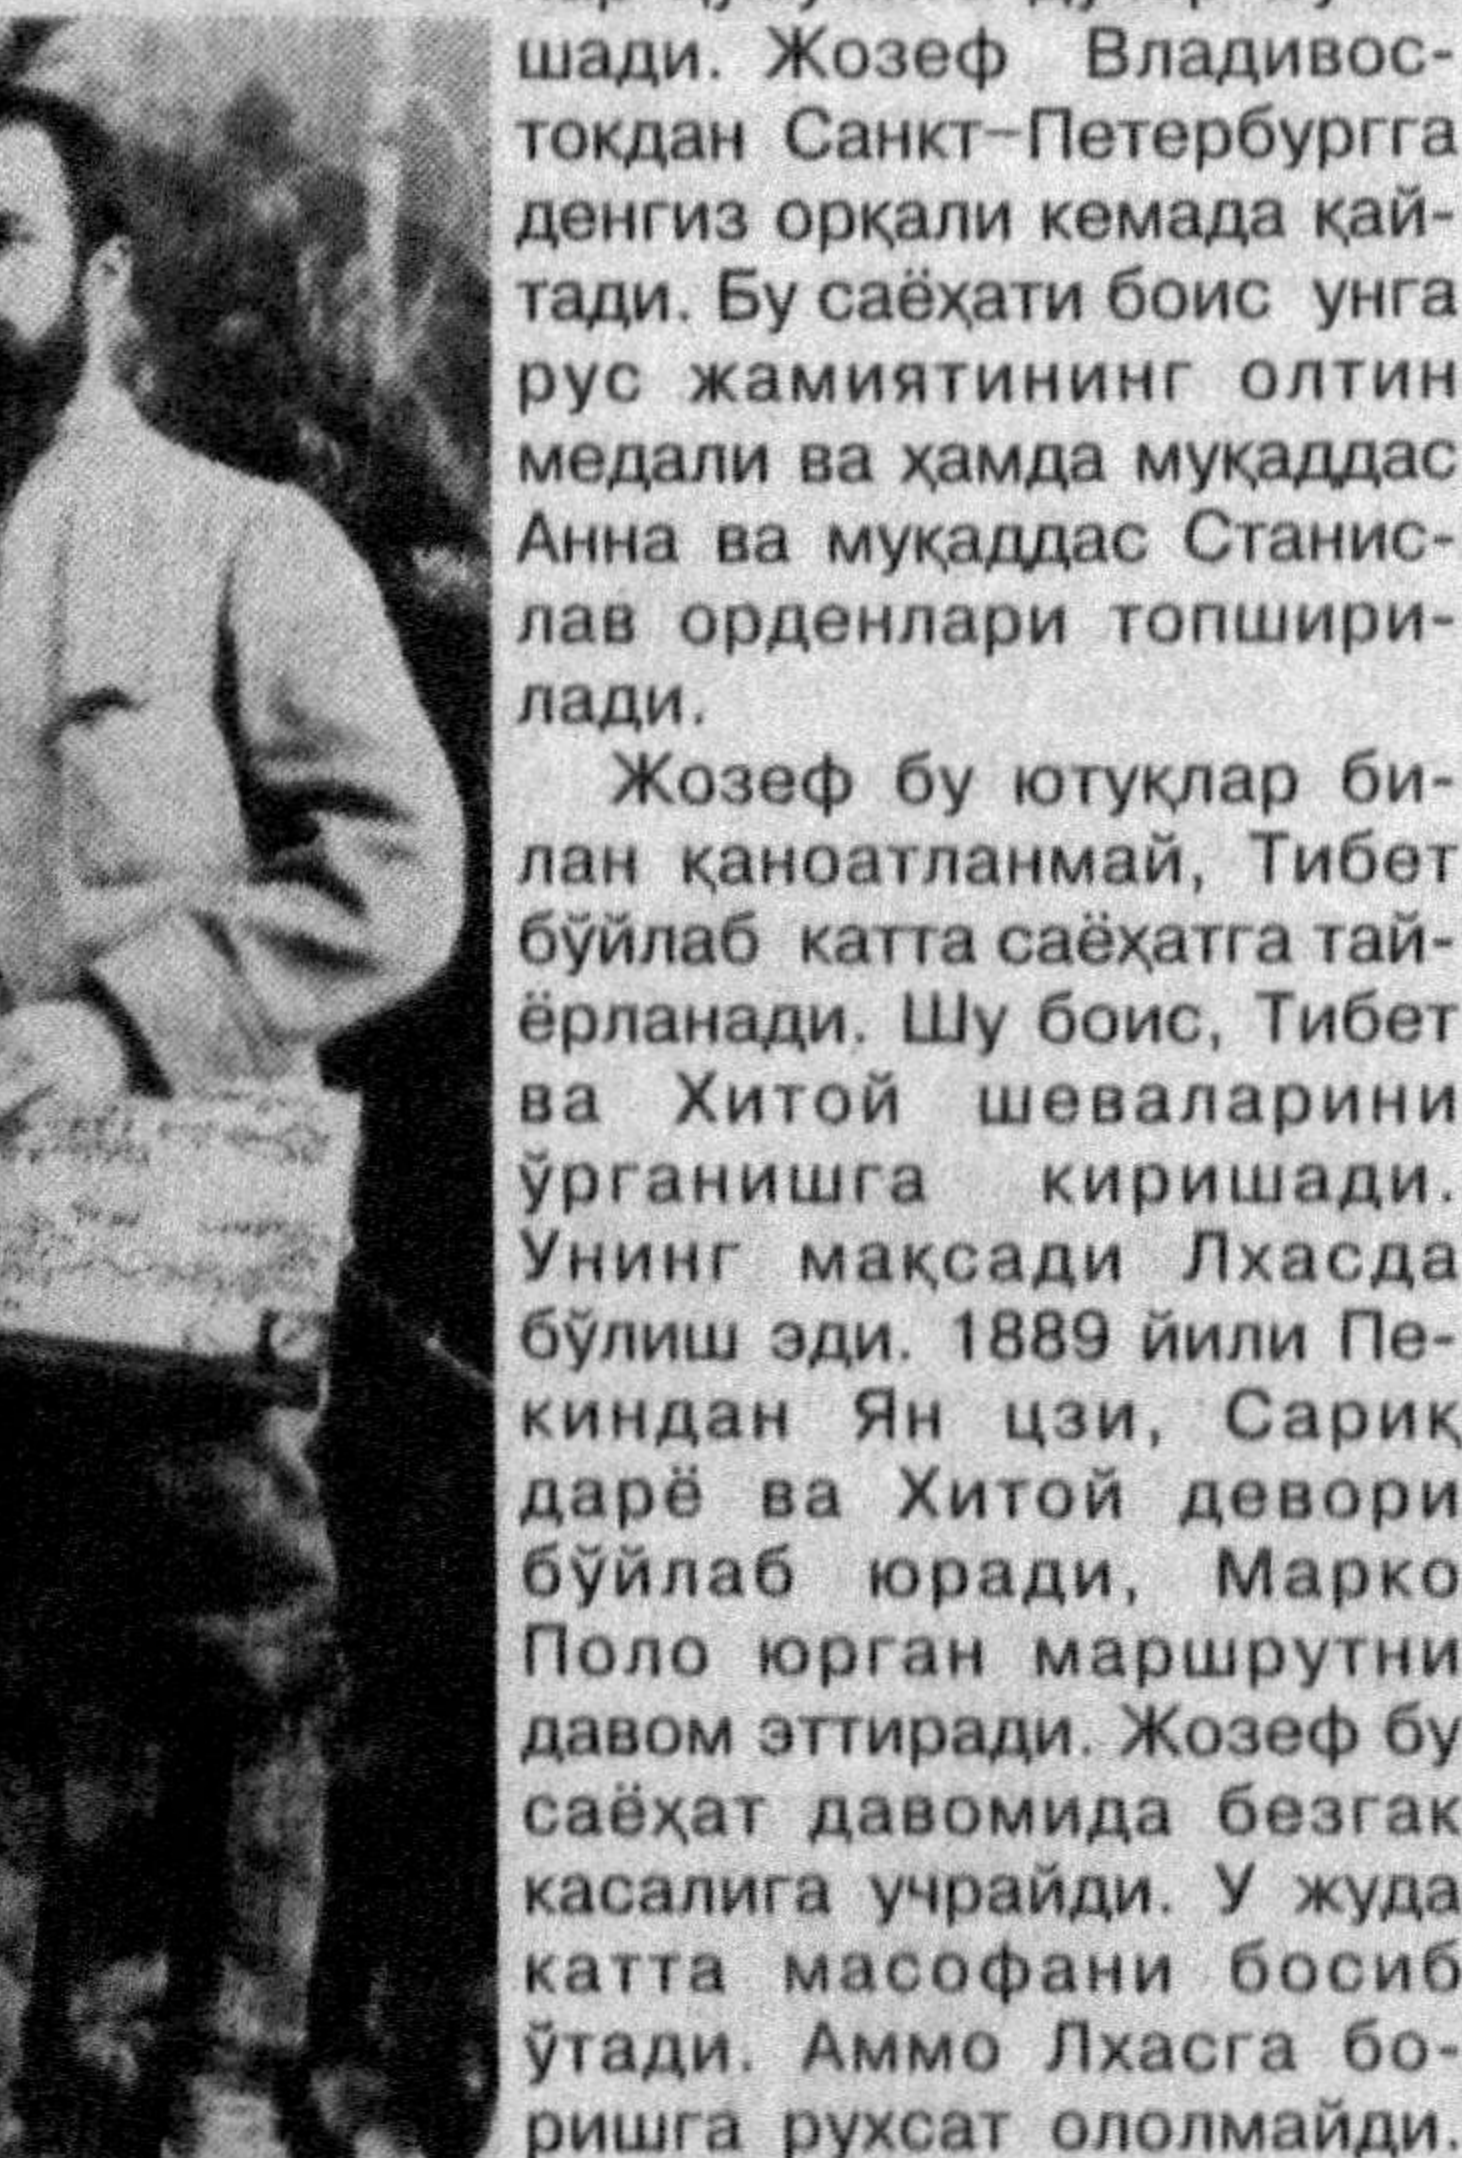 шади. Жозеф Владивос-
токдан Санкт–Петербургга
денгиз орқали кемада қай-
тади. Бу саёҳати боис унга
рус жамиятининг олтин
медали ва ҳамда муқаддас
Анна ва муқаддас Станис-
лав орденлари топшири-
лади.
Жозеф бу ютуқлар би-
лан қаноатланмай, Тибет
бўйлаб катта саёҳатга тай-
ёрланади. Шу боис, Тибет
ва Хитой шеваларини
ўрганишга киришади.
Унинг мақсади Лхасда
бўлиш эди. 1889 йили Пе-
киндан Ян цзи, Сариқ
дарё ва Хитой девори
бўйлаб юради, Марко
Поло юрган маршрутни
давом эттиради. Жозеф бу
саёҳат давомида безгак
касалига учрайди. У жуда
катта масофани босиб
ўтади. Аммо Лхасга бо-
ришга рухсат ололмайди.